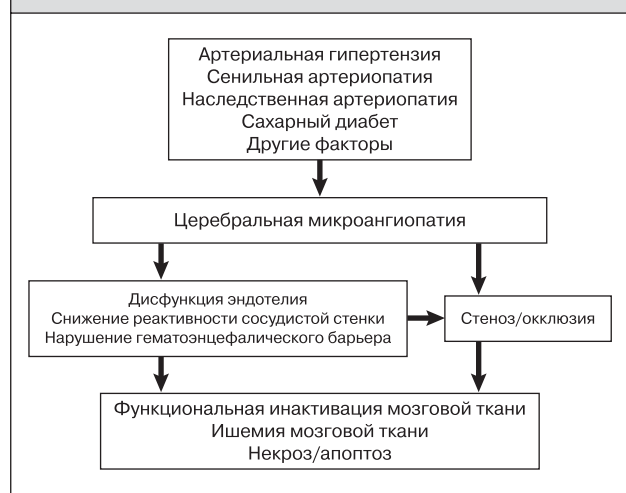 Артериальная гипертензия
Сенильная артериопатия
Наследственная артериопатия
Сахарный диабет
Другие факторы
Церебральная микроангиопатия
Дисфункция эндотелия
Снижение реактивности сосудистой стенки
Нарушение гематоэнцефалического барьера
Стеноз/окклюзия
Функциональная инактивация мозговой ткани
Ишемия мозговой ткани
Некроз/апоптоз